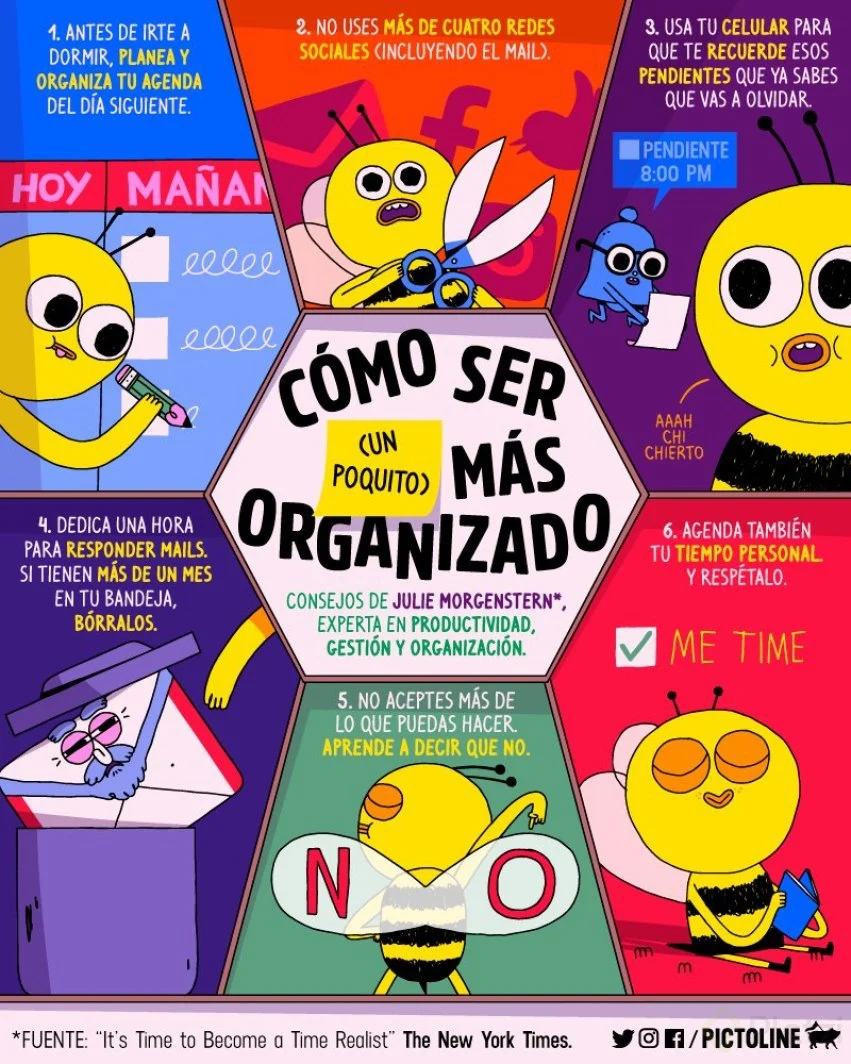 1. ANTES DE IRTE A
DORMIR, PLANEA Y
ORGANIZA TU AGENDA
DEL DÍA SIGUIENTE.
HOY
MAÑAN
2. NO USES MÁS DE CUATRO REDES
SOCIALES (INCLUYENDO EL MAIL).
3. USA TU CELULAR PARA
QUE TE RECUERDE ESOS
PENDIENTES QUE YA SABES
QUE VAS A OLVIDAR.
PENDIENTE
8:00 PM
AAAH
CHI
CHIERTO
CÓMO SER
(UN
POQUITO)
MÁS
ORGANIZADO
CONSEJOS DE JULIE MORGENSTERN*,
EXPERTA EN PRODUCTIVIDAD,
GESTIÓN Y ORGANIZACIÓN.
4. DEDICA UNA HORA
PARA RESPONDER MAILS.
SI TIENEN MÁS DE UN MES
EN TU BANDEJA,
BÓRRALOS.
5. NO ACEPTES MÁS DE
LO QUE PUEDAS HACER.
APRENDE A DECIR QUE NO.
NO
6. AGENDA TAMBIÉN
TU TIEMPO PERSONAL.
Y RESPÉTALO.
ME TIME
*FUENTE: "It's Time to Become a Time Realist" The New York Times.
/PICTOLINE